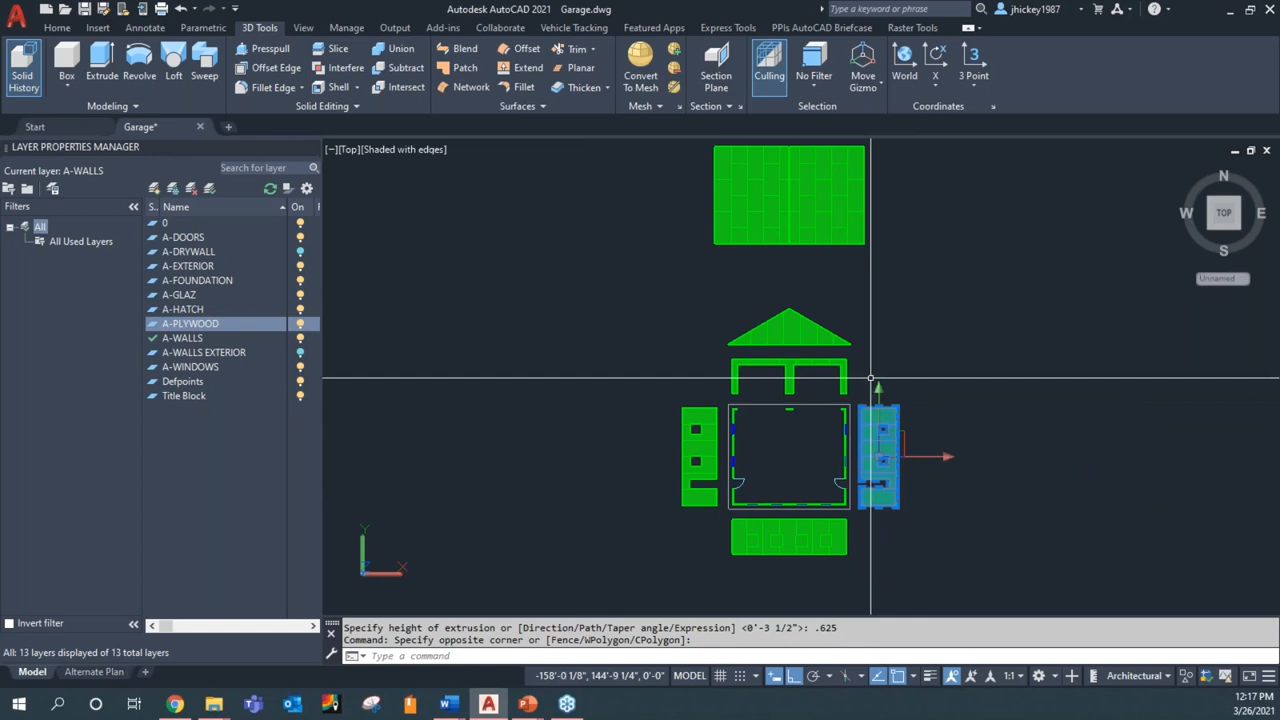 Autodesk AutoCAD 2021 Garage.dwg
Type a keyword or phrase
jhickey1987
Home Insert Annotate Parametric 3D Tools View Manage Output Add-ins Collaborate Vehicle Tracking Featured Apps Express Tools PPIs AutoCAD Briefcase Raster Tools
Solid History
Box Extrude Revolve Loft Sweep
Presspull Slice Union
Offset Edge Interfere Subtract
Fillet Edge Shell Intersect
Blend Offset Trim
Patch Extend Planar
Network Fillet Thicken
Convert To Mesh
Section Plane
Culling No Filter Move Gizmo
World X 3 Point
Modeling Solid Editing Surfaces Mesh Section Selection Coordinates
Start Garage*
LAYER PROPERTIES MANAGER
Current layer: A-WALLS
Search for layer
Filters
All
All Used Layers
S.. Name On F
0
A-DOORS
A-DRYWALL
A-EXTERIOR
A-FOUNDATION
A-GLAZ
A-HATCH
A-PLYWOOD
A-WALLS
A-WALLS EXTERIOR
A-WINDOWS
Defpoints
Title Block
Invert filter
All: 13 layers displayed of 13 total layers
[−][Top][Shaded with edges]
N
W TOP E
S
Unnamed
Y
X
Specify height of extrusion or [Direction/Path/Taper angle/Expression] <0'-3 1/2">: .625
Command: Specify opposite corner or [Fence/WPolygon/CPolygon]:
Type a command
Model Alternate Plan
-158'-0 1/8", 144'-9 1/4", 0'-0" MODEL 1:1 Architectural
12:17 PM
3/26/2021